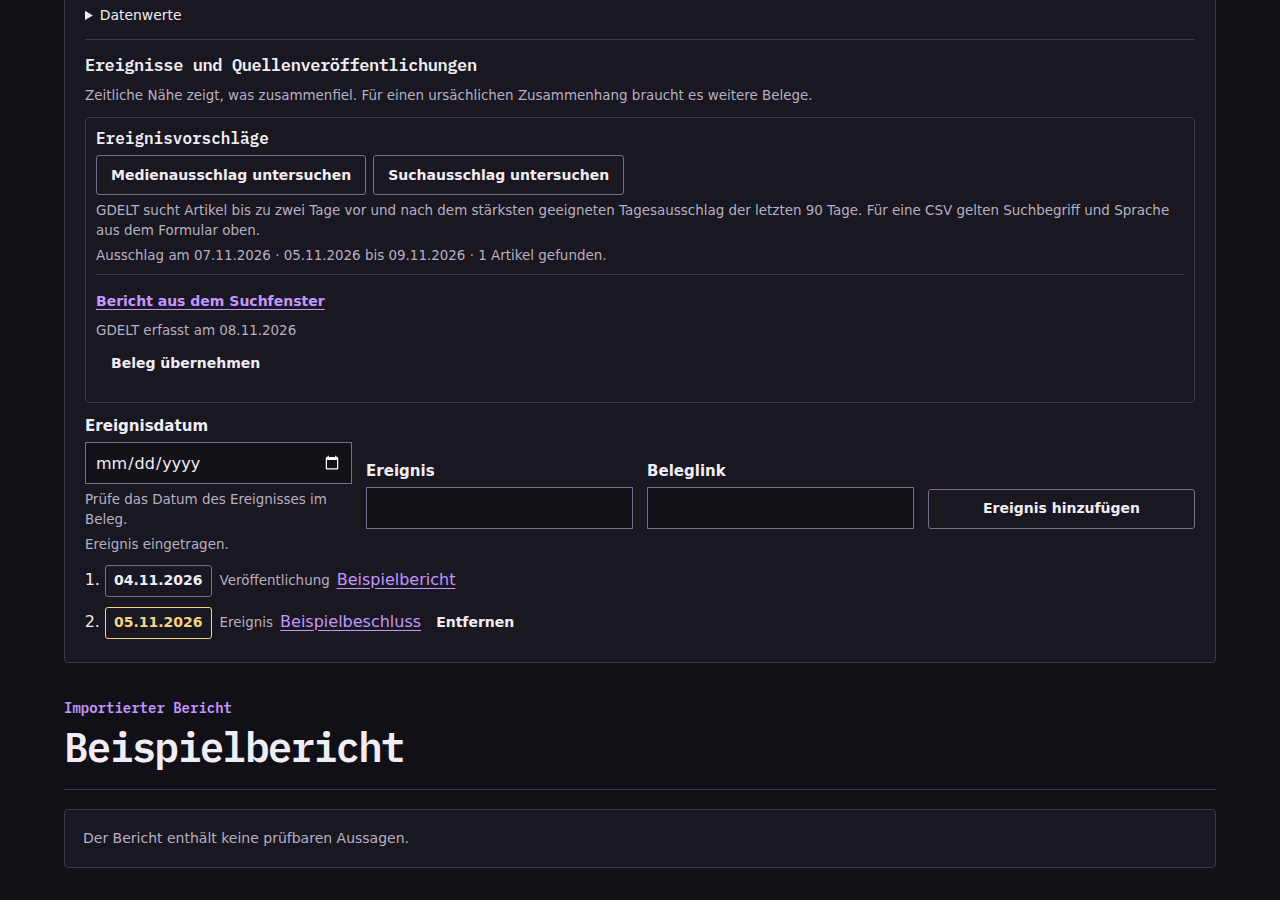 Datenwerte
Ereignisse und Quellenveröffentlichungen
Zeitliche Nähe zeigt, was zusammenfiel. Für einen ursächlichen Zusammenhang braucht es weitere Belege.
Ereignisvorschläge
Medienausschlag untersuchen
Suchausschlag untersuchen
GDELT sucht Artikel bis zu zwei Tage vor und nach dem stärksten geeigneten Tagesausschlag der letzten 90 Tage. Für eine CSV gelten Suchbegriff und Sprache
aus dem Formular oben.
Ausschlag am 07.11.2026 · 05.11.2026 bis 09.11.2026 · 1 Artikel gefunden.
Bericht aus dem Suchfenster
GDELT erfasst am 08.11.2026
Beleg übernehmen
Ereignisdatum
mm/dd/yyyy
Prüfe das Datum des Ereignisses im
Beleg.
Ereignis
Beleglink
Ereignis hinzufügen
Ereignis eingetragen.
1. 04.11.2026 Veröffentlichung Beispielbericht
2. 05.11.2026 Ereignis Beispielbeschluss Entfernen
Importierter Bericht
Beispielbericht
Der Bericht enthält keine prüfbaren Aussagen.